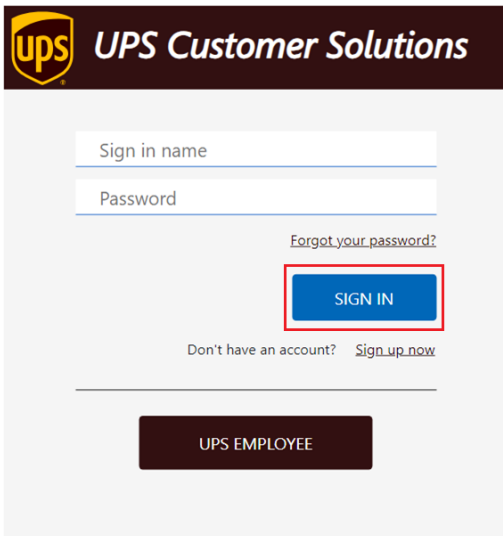 ups UPS Customer Solutions
Sign in name
Password
Forgot your password?
SIGN IN
Don't have an account? Sign up now
UPS EMPLOYEE